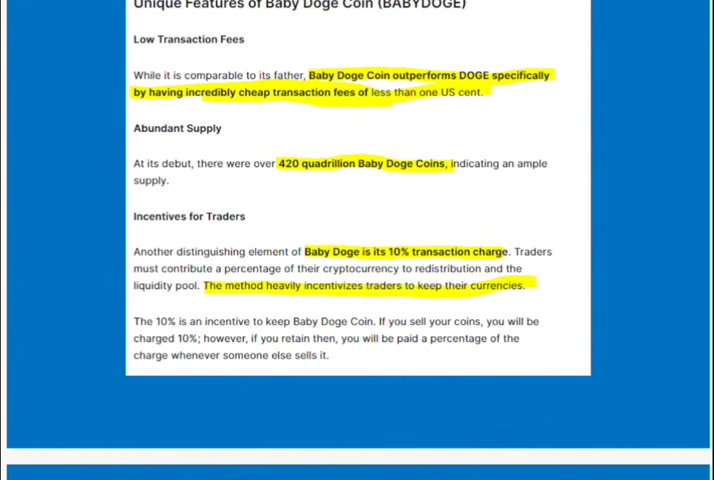 Unique Features of Baby Doge Coin (BABYDOGE)
Low Transaction Fees
While it is comparable to its father, Baby Doge Coin outperforms DOGE specifically
by having incredibly cheap transaction fees of less than one US cent.
Abundant Supply
At its debut, there were over 420 quadrillion Baby Doge Coins, indicating an ample
supply.
Incentives for Traders
Another distinguishing element of Baby Doge is its 10% transaction charge. Traders
must contribute a percentage of their cryptocurrency to redistribution and the
liquidity pool. The method heavily incentivizes traders to keep their currencies.
The 10% is an incentive to keep Baby Doge Coin. If you sell your coins, you will be
charged 10%; however, if you retain then, you will be paid a percentage of the
charge whenever someone else sells it.